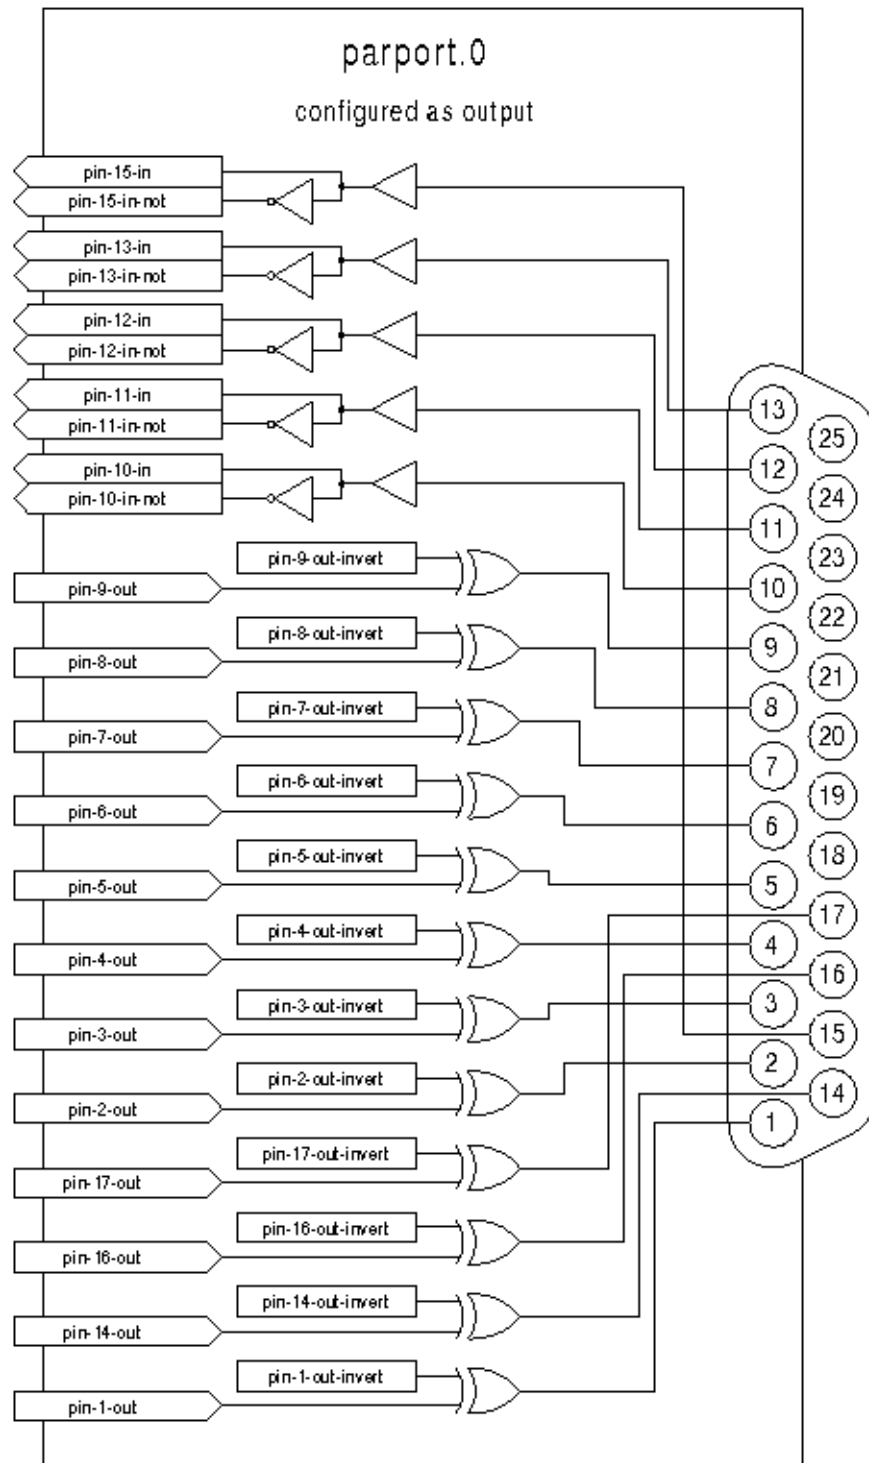 parport.0
configured as output
pin-15-in
pin-15-in-not
pin-13-in
pin-13-in-not
pin-12-in
pin-12-in-not
pin-11-in
pin-11-in-not
pin-10-in
pin-10-in-not
pin-9-out-invert
pin-9-out
pin-8-out-invert
pin-8-out
pin-7-out-invert
pin-7-out
pin-6-out-invert
pin-6-out
pin-5-out-invert
pin-5-out
pin-4-out-invert
pin-4-out
pin-3-out-invert
pin-3-out
pin-2-out-invert
pin-2-out
pin-17-out-invert
pin-17-out
pin-16-out-invert
pin-16-out
pin-14-out-invert
pin-14-out
pin-1-out-invert
pin-1-out
13
25
12
24
11
23
10
22
9
21
8
20
7
19
6
18
5
17
4
16
3
15
2
14
1